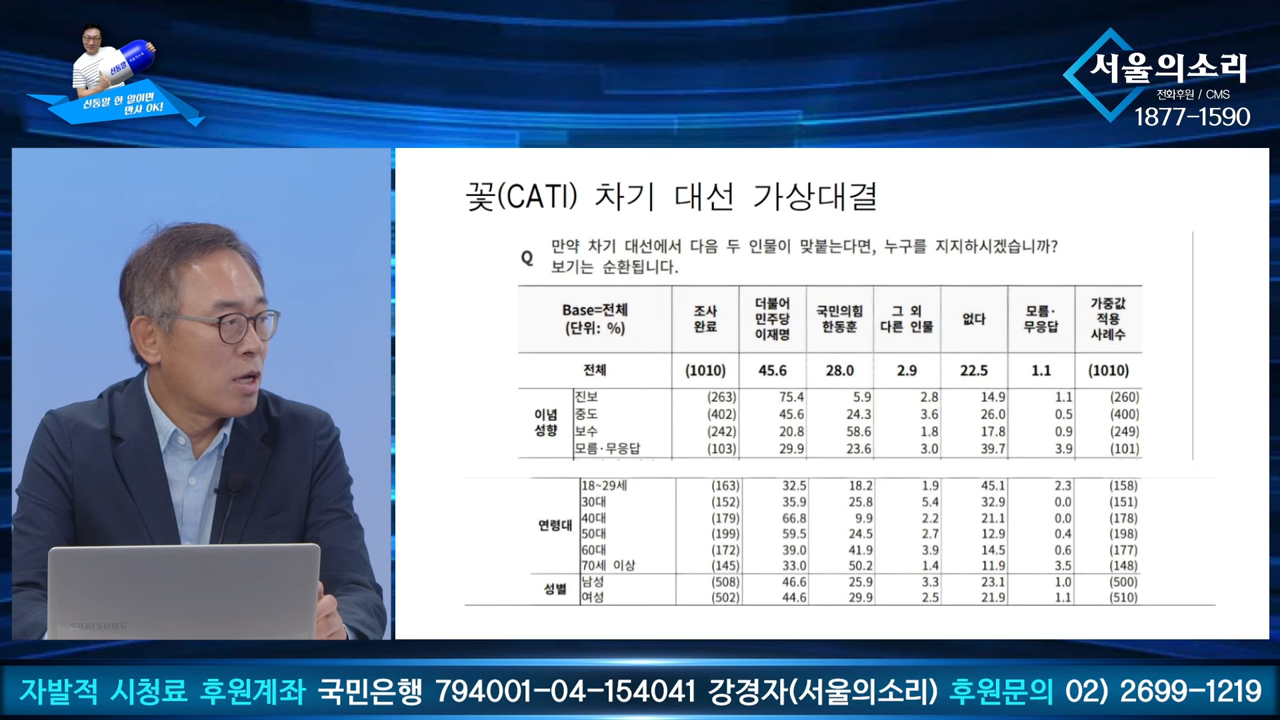 신통알 한 알이면
만사 OK!
서울의소리
전화후원 / CMS
1877-1590
꽃(CATI) 차기 대선 가상대결
Q 만약 차기 대선에서 다음 두 인물이 맞붙는다면, 누구를 지지하시겠습니까?
보기는 순환됩니다.
Base=전체 (단위: %) 조사 완료 더불어 민주당 이재명 국민의힘 한동훈 그 외 다른 인물 없다 모름· 무응답 가중값 적용 사례수
전체 (1010) 45.6 28.0 2.9 22.5 1.1 (1010)
이념 성향
진보 (263) 75.4 5.9 2.8 14.9 1.1 (260)
중도 (402) 45.6 24.3 3.6 26.0 0.5 (400)
보수 (242) 20.8 58.6 1.8 17.8 0.9 (249)
모름·무응답 (103) 29.9 23.6 3.0 39.7 3.9 (101)
연령대
18~29세 (163) 32.5 18.2 1.9 45.1 2.3 (158)
30대 (152) 35.9 25.8 5.4 32.9 0.0 (151)
40대 (179) 66.8 9.9 2.2 21.1 0.0 (178)
50대 (199) 59.5 24.5 2.7 12.9 0.4 (198)
60대 (172) 39.0 41.9 3.9 14.5 0.6 (177)
70세 이상 (145) 33.0 50.2 1.4 11.9 3.5 (148)
성별
남성 (508) 46.6 25.9 3.3 23.1 1.0 (500)
여성 (502) 44.6 29.9 2.5 21.9 1.1 (510)
SAMSUNG
자발적 시청료 후원계좌 국민은행 794001-04-154041 강경자(서울의소리) 후원문의 02) 2699-1219